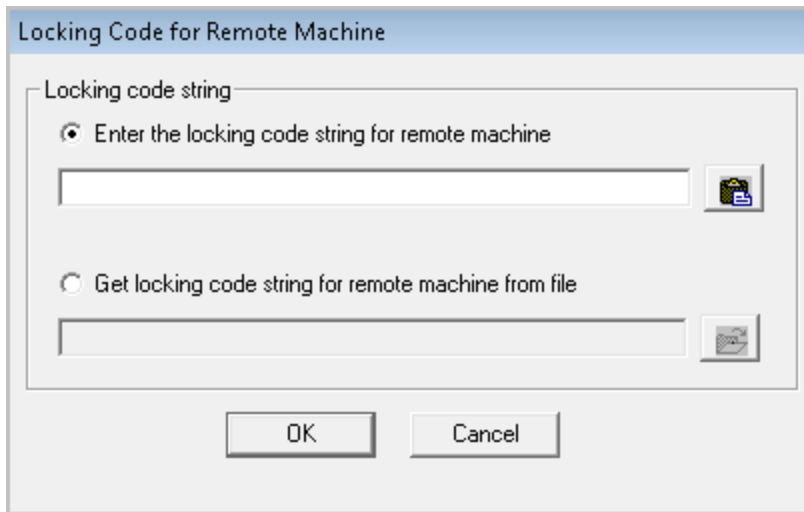 Locking Code for Remote Machine
Locking code string
Enter the locking code string for remote machine
Get locking code string for remote machine from file
OK
Cancel